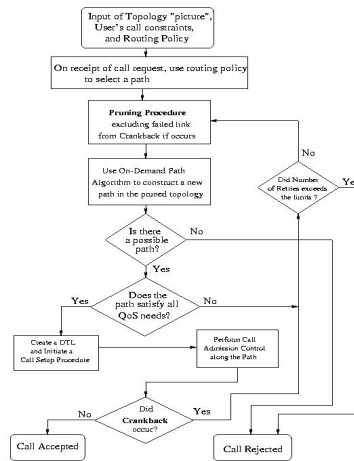 Input of Topology "picture",
User's call constraints,
and Routing Policy
On receipt of call request, use routing policy
to select a path
Pruning Procedure
excluding failed link
from Crankback if occurs
No
Use On-Demand Path
Algorithm to construct a new
path in the pruned topology
Did Number
of Retries exceeds
the limits ?
Ye
Is there
a possible
path?
No
Yes
Yes
Does the
path satisfy all
QoS needs?
No
Create a DTL
and Initiate a
Call Setup Procedure
Perform Call
Admission Control
along the Path
No
Did
Crankback
occur?
Yes
Call Accepted
Call Rejected